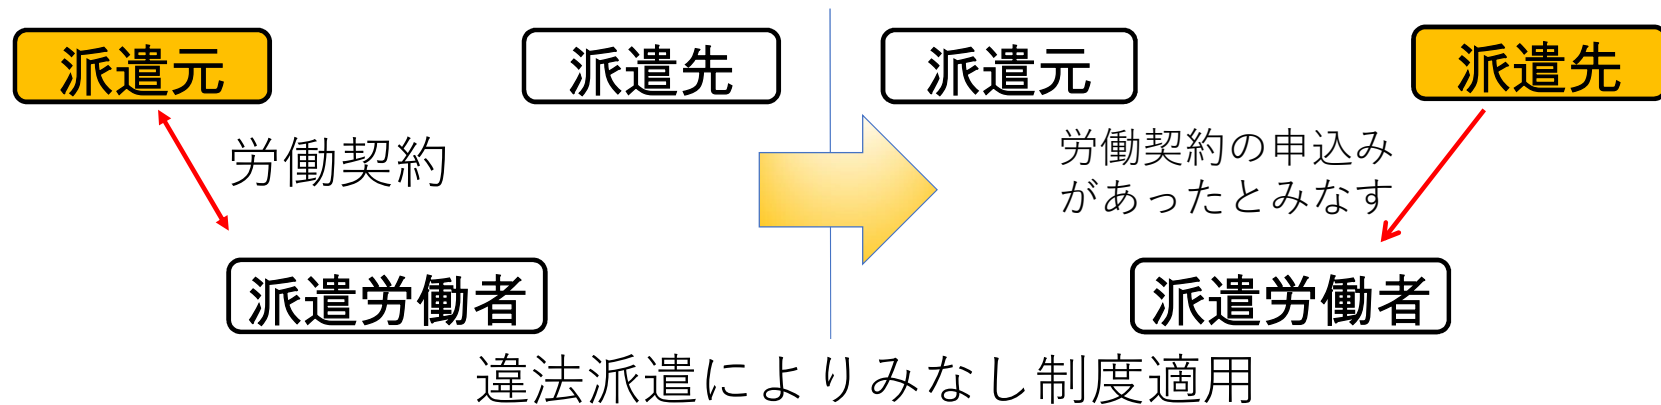 派遣元
派遣先
労働契約
派遣労働者
派遣元
派遣先
労働契約の申込み
があったとみなす
派遣労働者
違法派遣によりみなし制度適用